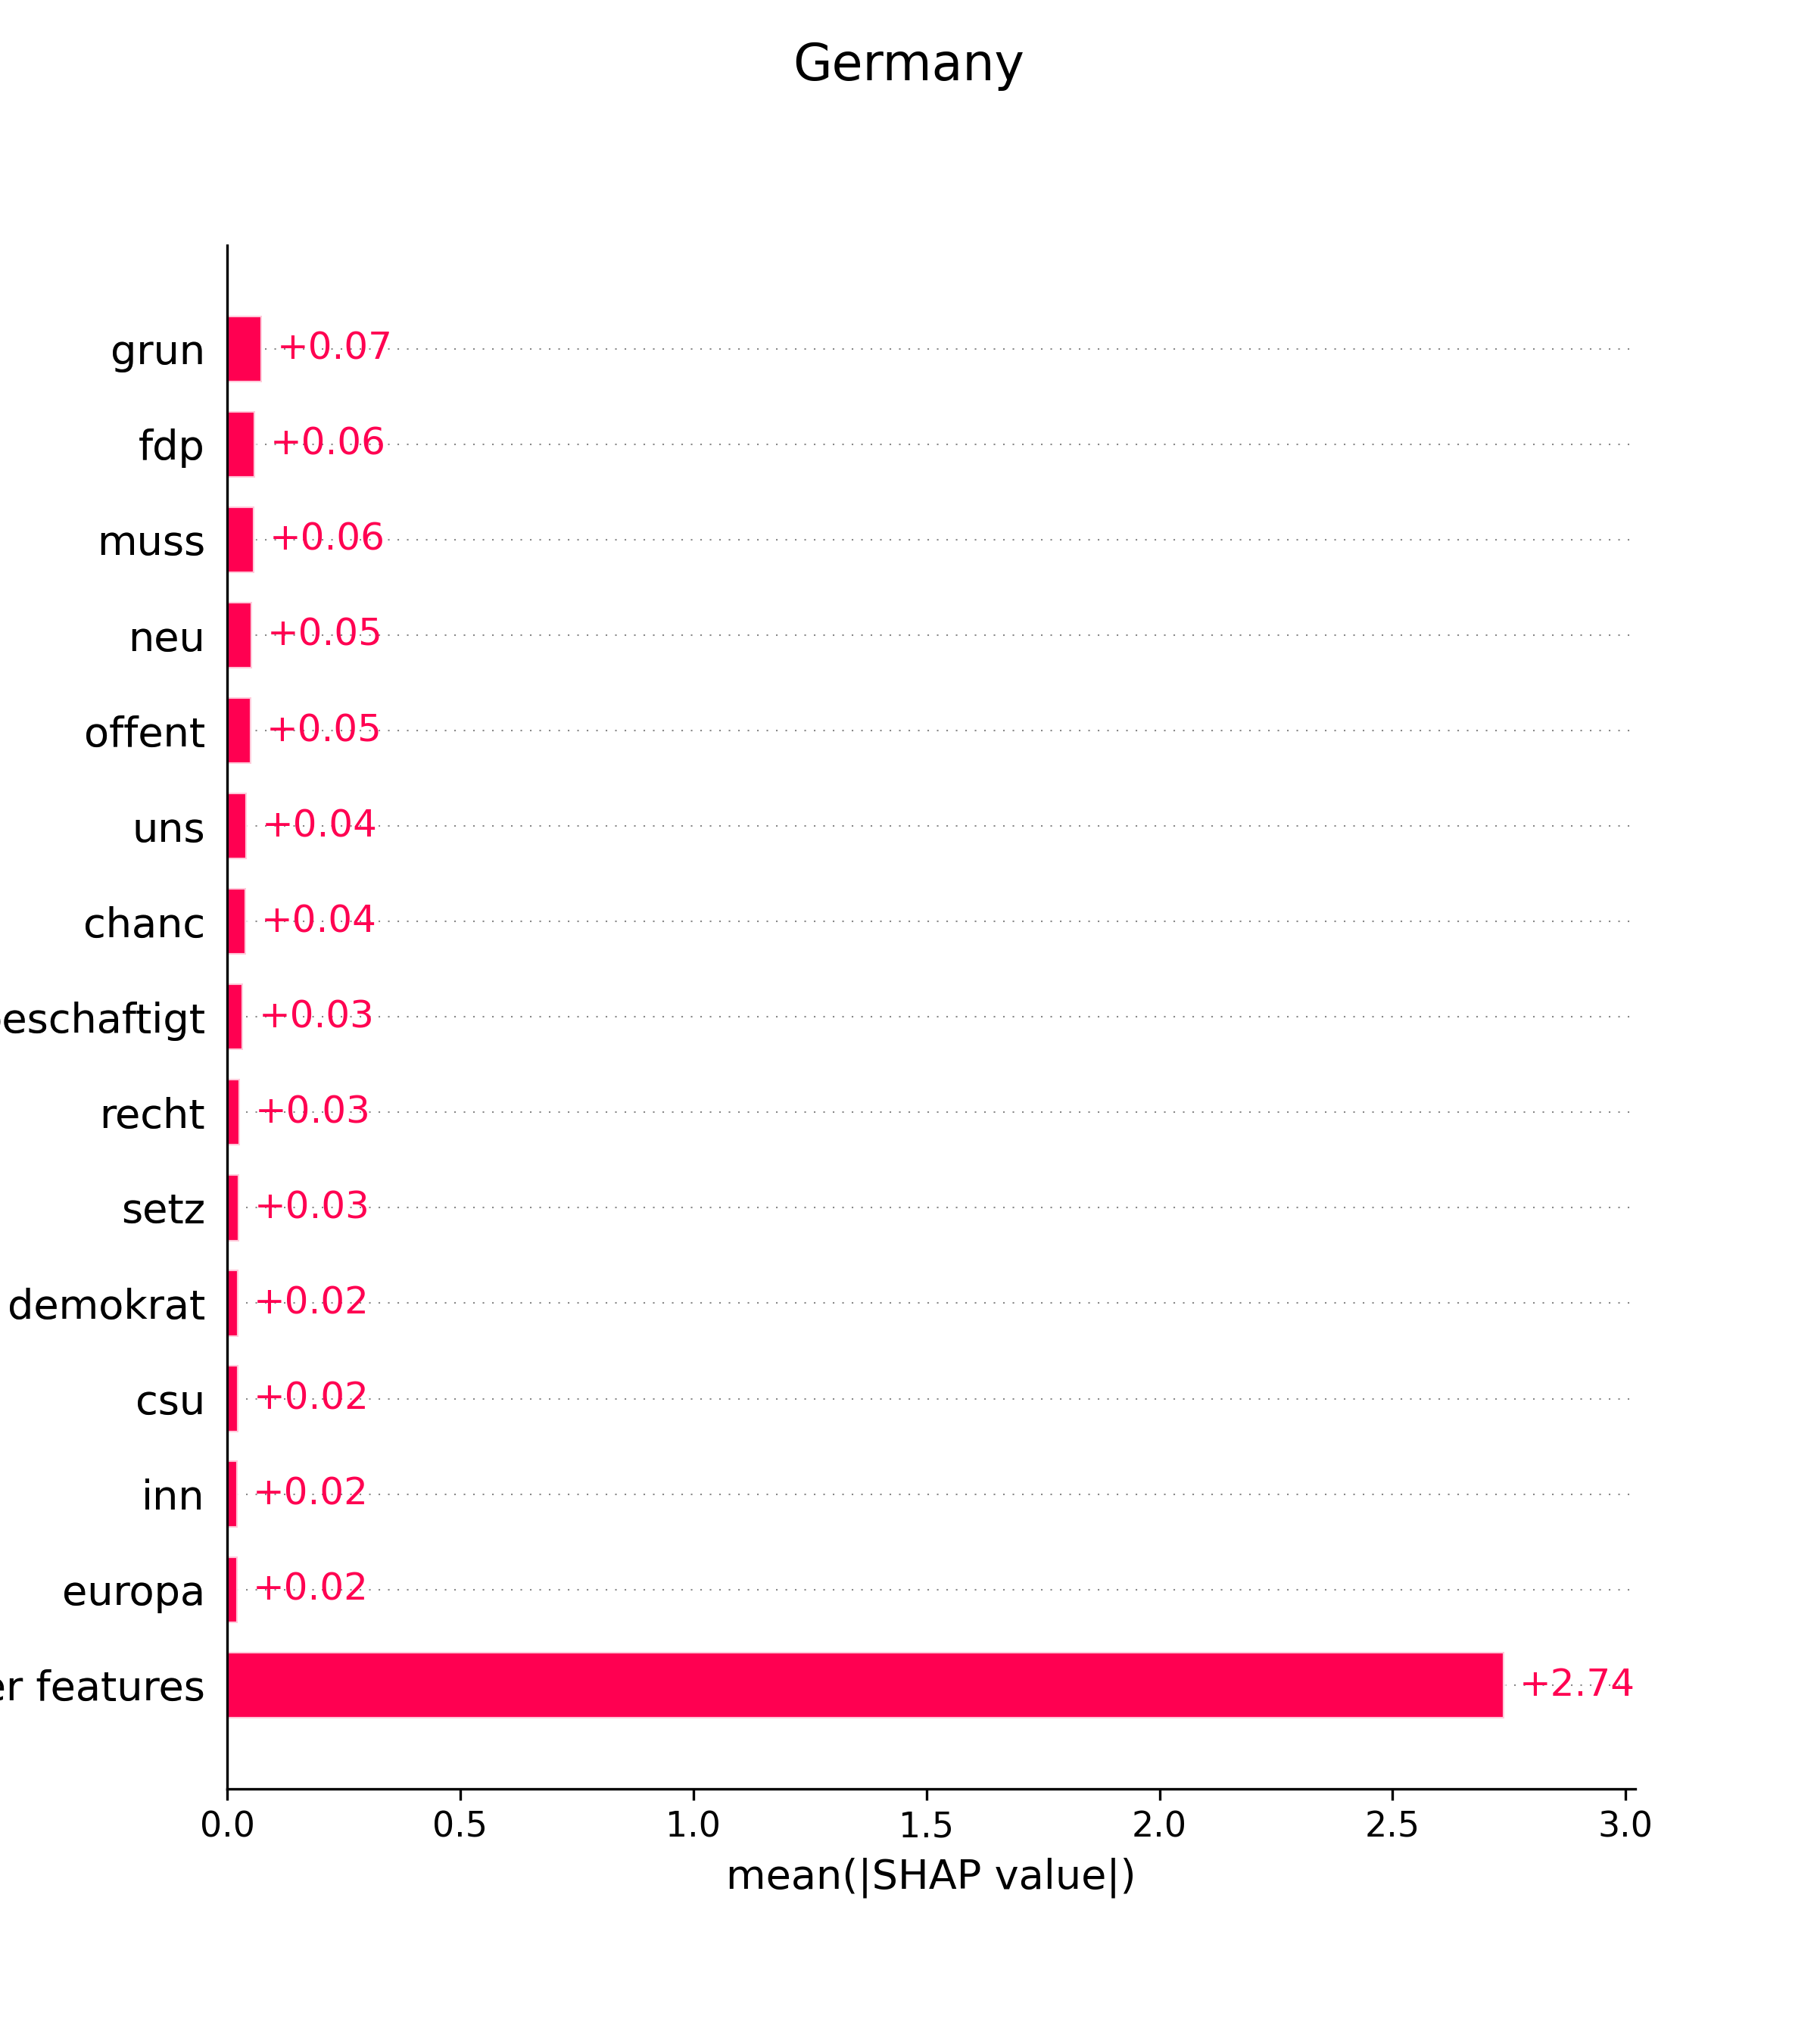 Germany
grun +0.07
fdp +0.06
muss +0.06
neu +0.05
offent +0.05
uns +0.04
chanc +0.04
eschaftigt +0.03
recht +0.03
setz +0.03
demokrat +0.02
csu +0.02
inn +0.02
europa +0.02
er features +2.74
0.0 0.5 1.0 1.5 2.0 2.5 3.0
mean(|SHAP value|)